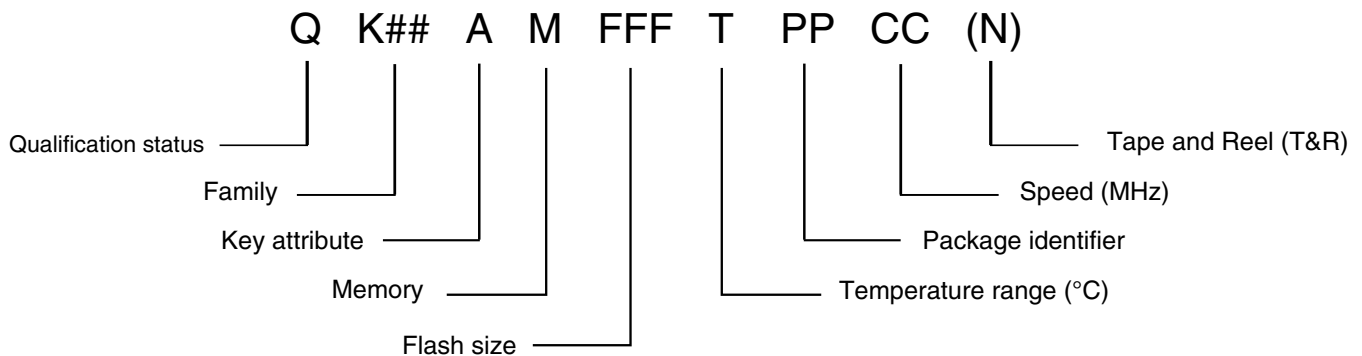 Q K## A M FFF T PP CC (N)
Qualification status
Tape and Reel (T&R)
Family
Speed (MHz)
Key attribute
Package identifier
Memory
Temperature range (°C)
Flash size